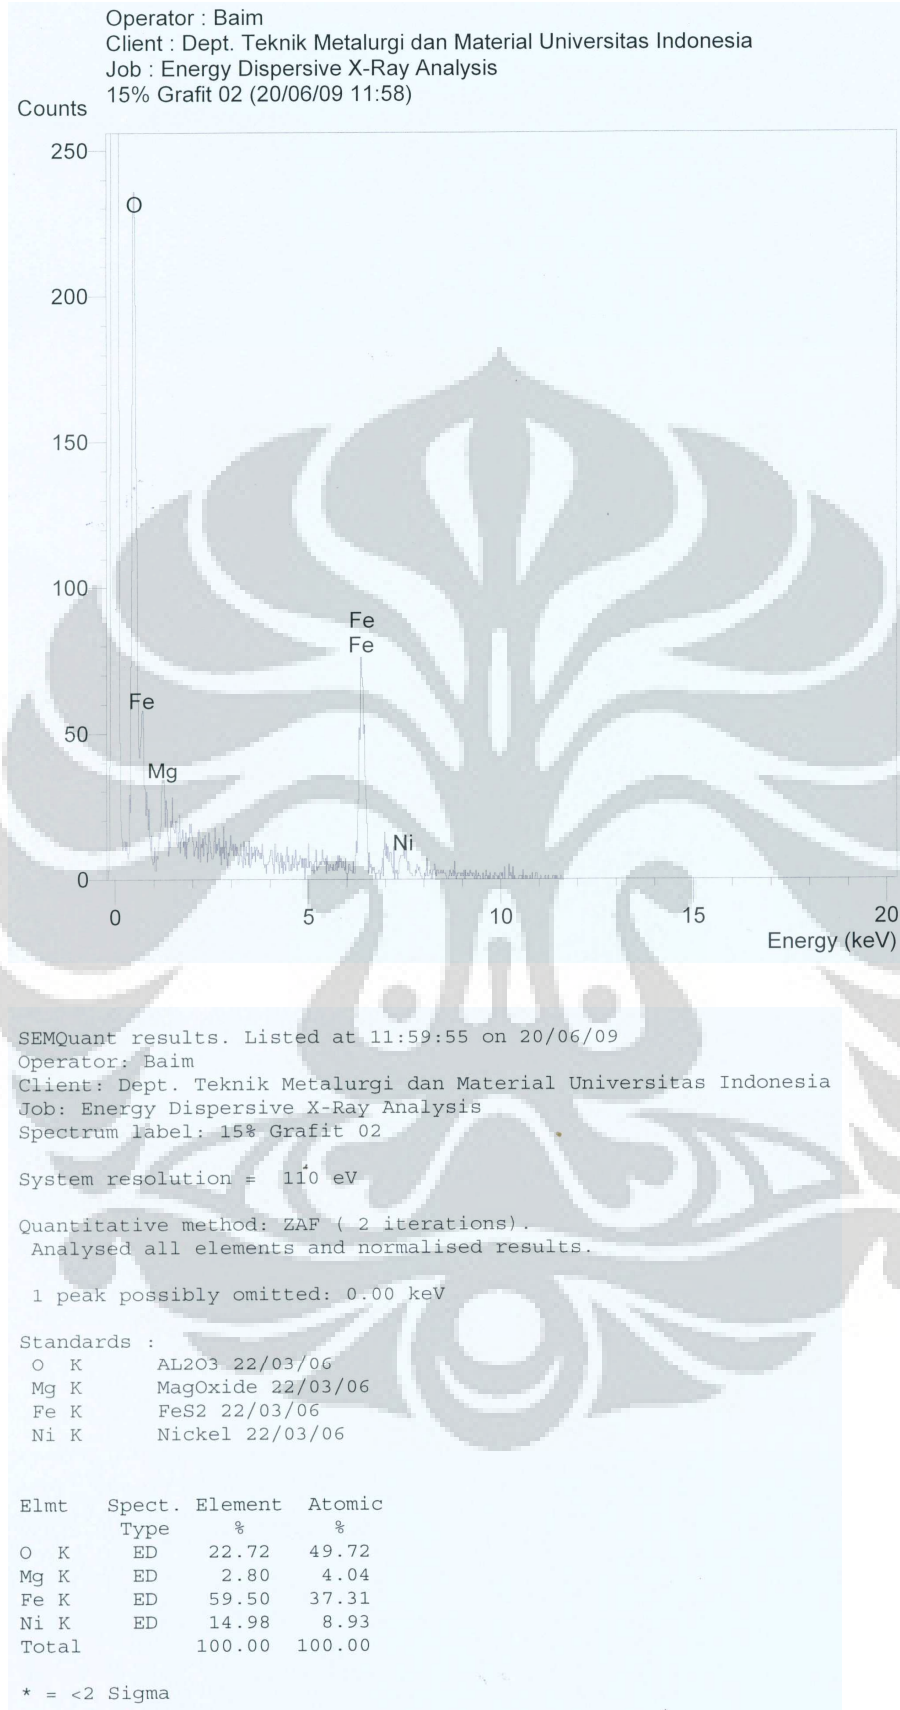 Operator : Baim
Client : Dept. Teknik Metalurgi dan Material Universitas Indonesia
Job : Energy Dispersive X-Ray Analysis
15% Grafit 02 (20/06/09 11:58)
Counts
250
O
200
150
100
Fe
Fe
Fe
50
Mg
Ni
0
0 5 10 15 20
Energy (keV)
SEMQuant results. Listed at 11:59:55 on 20/06/09
Operator: Baim
Client: Dept. Teknik Metalurgi dan Material Universitas Indonesia
Job: Energy Dispersive X-Ray Analysis
Spectrum label: 15% Grafit 02
System resolution = 110 eV
Quantitative method: ZAF ( 2 iterations).
Analysed all elements and normalised results.
1 peak possibly omitted: 0.00 keV
Standards :
O K AL2O3 22/03/06
Mg K MagOxide 22/03/06
Fe K FeS2 22/03/06
Ni K Nickel 22/03/06
Elmt Spect. Element Atomic
Type % %
O K ED 22.72 49.72
Mg K ED 2.80 4.04
Fe K ED 59.50 37.31
Ni K ED 14.98 8.93
Total 100.00 100.00
* = <2 Sigma